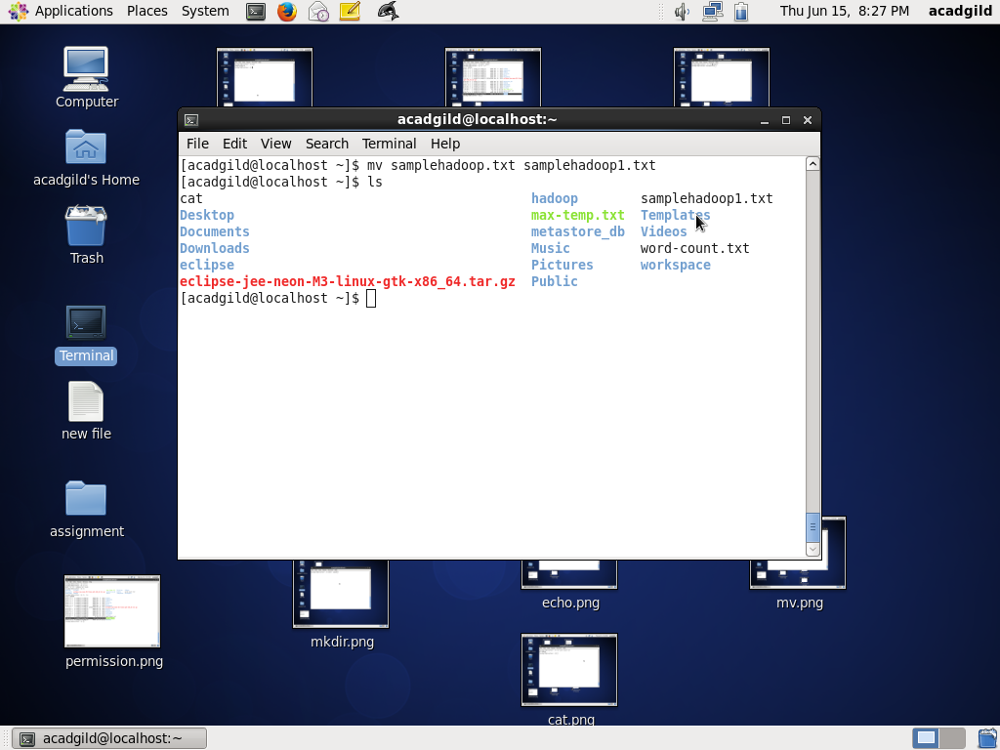 Applications Places System Thu Jun 15, 8:27 PM acadgild
Computer
acadgild's Home
Trash
Terminal
new file
assignment
permission.png
acadgild@localhost:~
File Edit View Search Terminal Help
[acadgild@localhost ~]$ mv samplehadoop.txt samplehadoop1.txt
[acadgild@localhost ~]$ ls
cat hadoop samplehadoop1.txt
Desktop max-temp.txt Templates
Documents metastore_db Videos
Downloads Music word-count.txt
eclipse Pictures workspace
eclipse-jee-neon-M3-linux-gtk-x86_64.tar.gz Public
[acadgild@localhost ~]$
mkdir.png
echo.png
mv.png
cat.png
acadgild@localhost:~